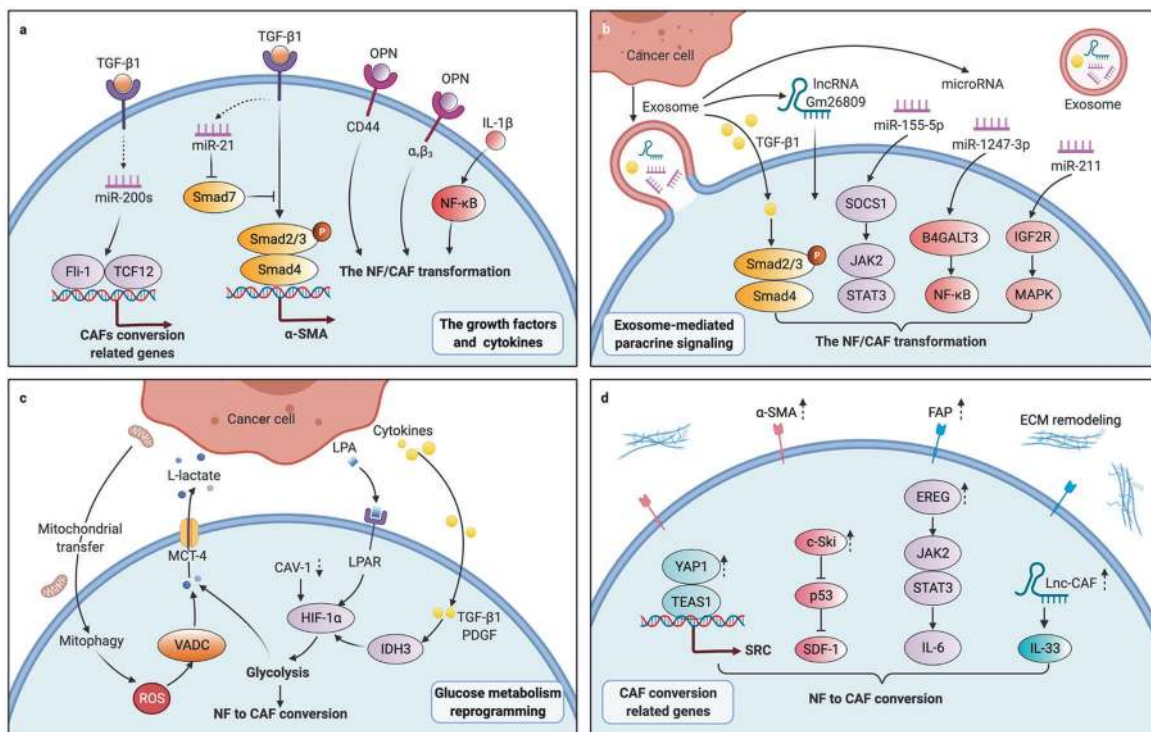 a
TGF-β1
TGF-β1
OPN
OPN
IL-1β
CD44
αᵥβ₃
miR-21
miR-200s
Smad7
NF-κB
Smad2/3
P
Smad4
Fli-1
TCF12
The NF/CAF transformation
CAFs conversion
related genes
α-SMA
The growth factors
and cytokines
b
Cancer cell
Exosome
lncRNA
Gm26809
microRNA
Exosome
TGF-β1
miR-155-5p
miR-1247-3p
miR-211
SOCS1
B4GALT3
IGF2R
Smad2/3
P
JAK2
Smad4
STAT3
NF-κB
MAPK
Exosome-mediated
paracrine signaling
The NF/CAF transformation
c
Cancer cell
Cytokines
LPA
L-lactate
Mitochondrial
transfer
MCT-4
CAV-1
LPAR
HIF-1α
TGF-β1
PDGF
Mitophagy
VADC
IDH3
Glycolysis
ROS
NF to CAF conversion
Glucose metabolism
reprogramming
d
α-SMA
FAP
ECM remodeling
EREG
c-Ski
YAP1
JAK2
Lnc-CAF
TEAS1
p53
STAT3
SRC
SDF-1
IL-6
IL-33
CAF conversion
related genes
NF to CAF conversion